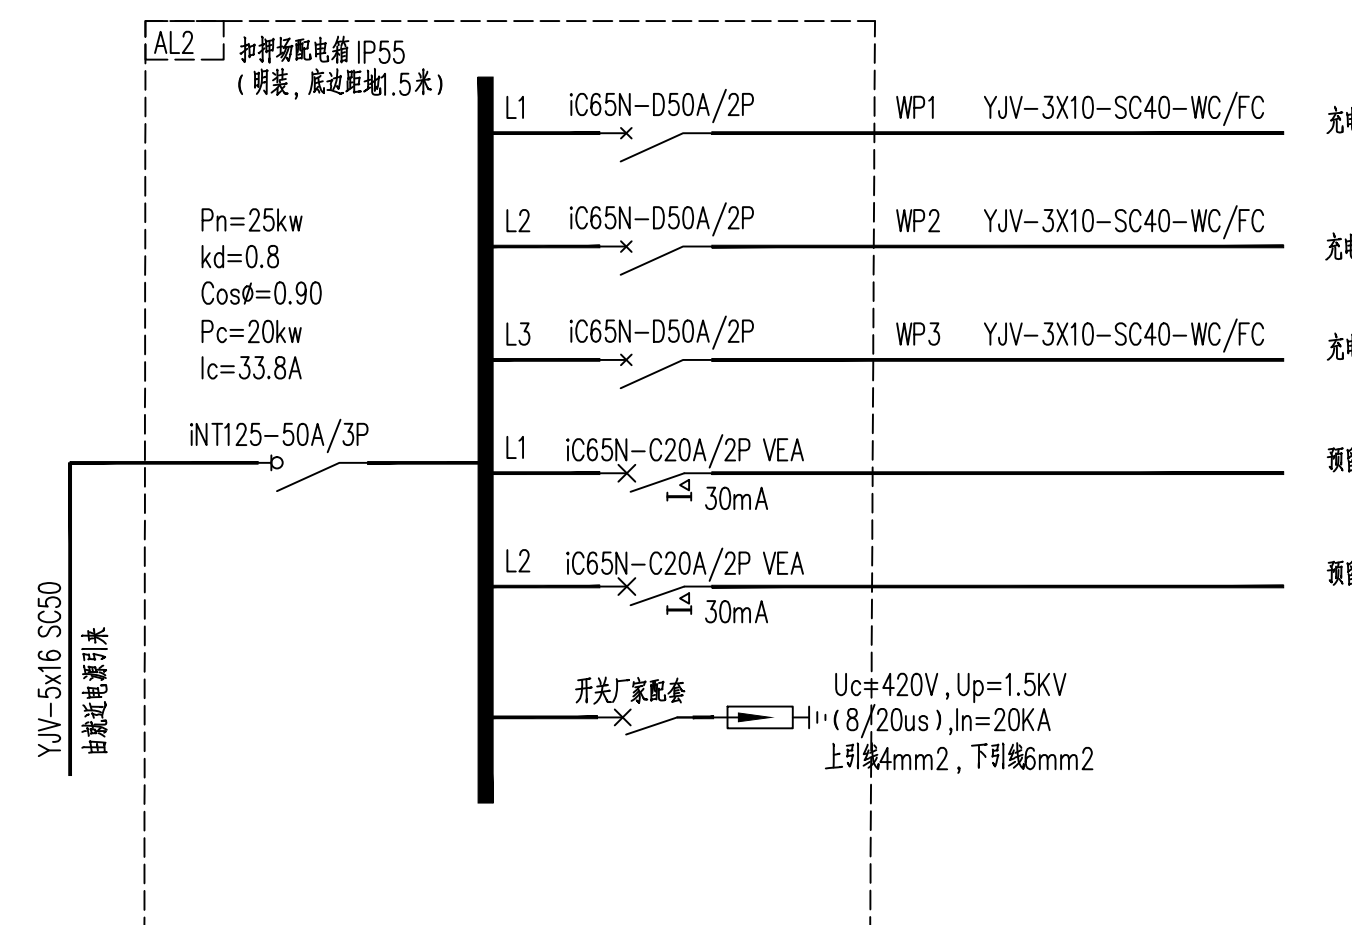 AL2
扣押场配电箱 IP55
(明装, 底边距地1.5米)
L1 iC65N-D50A/2P WP1 YJV-3X10-SC40-WC/FC 充
L2 iC65N-D50A/2P WP2 YJV-3X10-SC40-WC/FC 充
L3 iC65N-D50A/2P WP3 YJV-3X10-SC40-WC/FC 充
Pn=25kw
kd=0.8
CosØ=0.90
Pc=20kw
Ic=33.8A
iNT125-50A/3P
L1 iC65N-C20A/2P VEA 预
30mA
L2 iC65N-C20A/2P VEA 预
30mA
YJV-5x16 SC50
由就近电源引来
开关厂家配套
Uc=420V,Up=1.5KV
(8/20us),In=20KA
上引线4mm2, 下引线6mm2